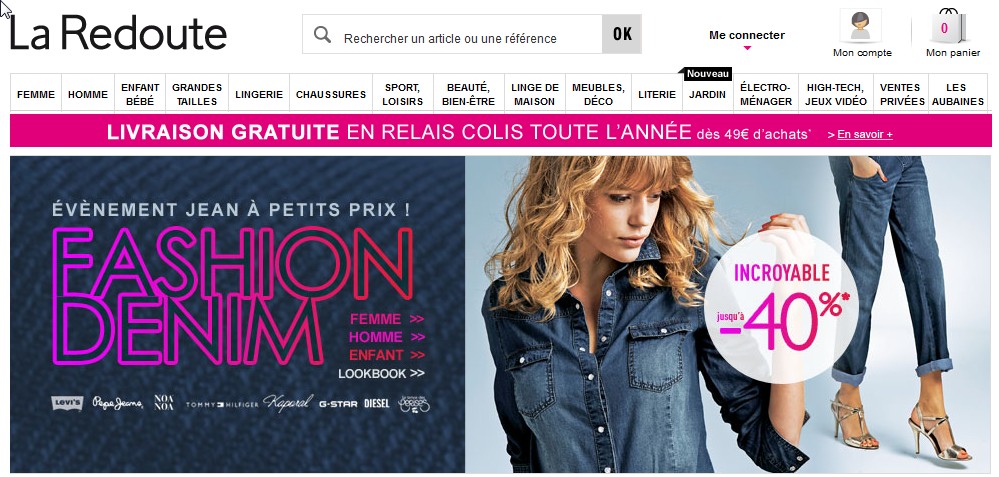 La Redoute
Rechercher un article ou une référence
OK
Me connecter
Mon compte
0
Mon panier
Nouveau
FEMME
HOMME
ENFANT
BÉBÉ
GRANDES
TAILLES
LINGERIE
CHAUSSURES
SPORT,
LOISIRS
BEAUTÉ,
BIEN-ÊTRE
LINGE DE
MAISON
MEUBLES,
DÉCO
LITERIE
JARDIN
ÉLECTRO-
MÉNAGER
HIGH-TECH,
JEUX VIDÉO
VENTES
PRIVÉES
LES
AUBAINES
LIVRAISON GRATUITE EN RELAIS COLIS TOUTE L'ANNÉE dès 49€ d'achats* > En savoir +
ÉVÈNEMENT JEAN À PETITS PRIX !
FASHION
DENIM
FEMME >>
HOMME >>
ENFANT >>
LOOKBOOK >>
LEVI'S Pepe Jeans NOA NOA TOMMY HILFIGER Kaporal G-STAR DIESEL le temps des cerises
INCROYABLE
jusqu'à
-40%*